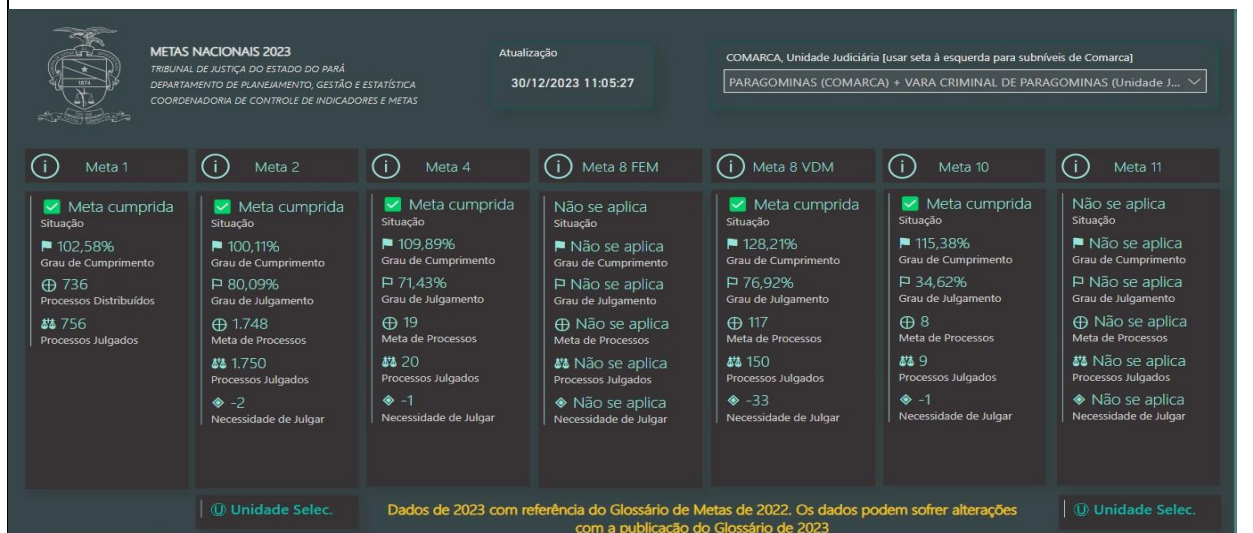 METAS NACIONAIS 2023
TRIBUNAL DE JUSTIÇA DO ESTADO DO PARÁ
DEPARTAMENTO DE PLANEJAMENTO, GESTÃO E ESTATÍSTICA
COORDENADORIA DE CONTROLE DE INDICADORES E METAS
1874
Atualização
30/12/2023 11:05:27
COMARCA, Unidade Judiciária [usar seta à esquerda para subníveis de Comarca]
PARAGOMINAS (COMARCA) + VARA CRIMINAL DE PARAGOMINAS (Unidade J...
Meta 1
Meta cumprida
Situação
102,58%
Grau de Cumprimento
736
Processos Distribuídos
756
Processos Julgados
Meta 2
Meta cumprida
Situação
100,11%
Grau de Cumprimento
80,09%
Grau de Julgamento
1.748
Meta de Processos
1.750
Processos Julgados
-2
Necessidade de Julgar
Meta 4
Meta cumprida
Situação
109,89%
Grau de Cumprimento
71,43%
Grau de Julgamento
19
Meta de Processos
20
Processos Julgados
-1
Necessidade de Julgar
Meta 8 FEM
Não se aplica
Situação
Não se aplica
Grau de Cumprimento
Não se aplica
Grau de Julgamento
Não se aplica
Meta de Processos
Não se aplica
Processos Julgados
Não se aplica
Necessidade de Julgar
Meta 8 VDM
Meta cumprida
Situação
128,21%
Grau de Cumprimento
76,92%
Grau de Julgamento
117
Meta de Processos
150
Processos Julgados
-33
Necessidade de Julgar
Meta 10
Meta cumprida
Situação
115,38%
Grau de Cumprimento
34,62%
Grau de Julgamento
8
Meta de Processos
9
Processos Julgados
-1
Necessidade de Julgar
Meta 11
Não se aplica
Situação
Não se aplica
Grau de Cumprimento
Não se aplica
Grau de Julgamento
Não se aplica
Meta de Processos
Não se aplica
Processos Julgados
Não se aplica
Necessidade de Julgar
Unidade Selec.
Dados de 2023 com referência do Glossário de Metas de 2022. Os dados podem sofrer alterações
com a publicação do Glossário de 2023
Unidade Selec.